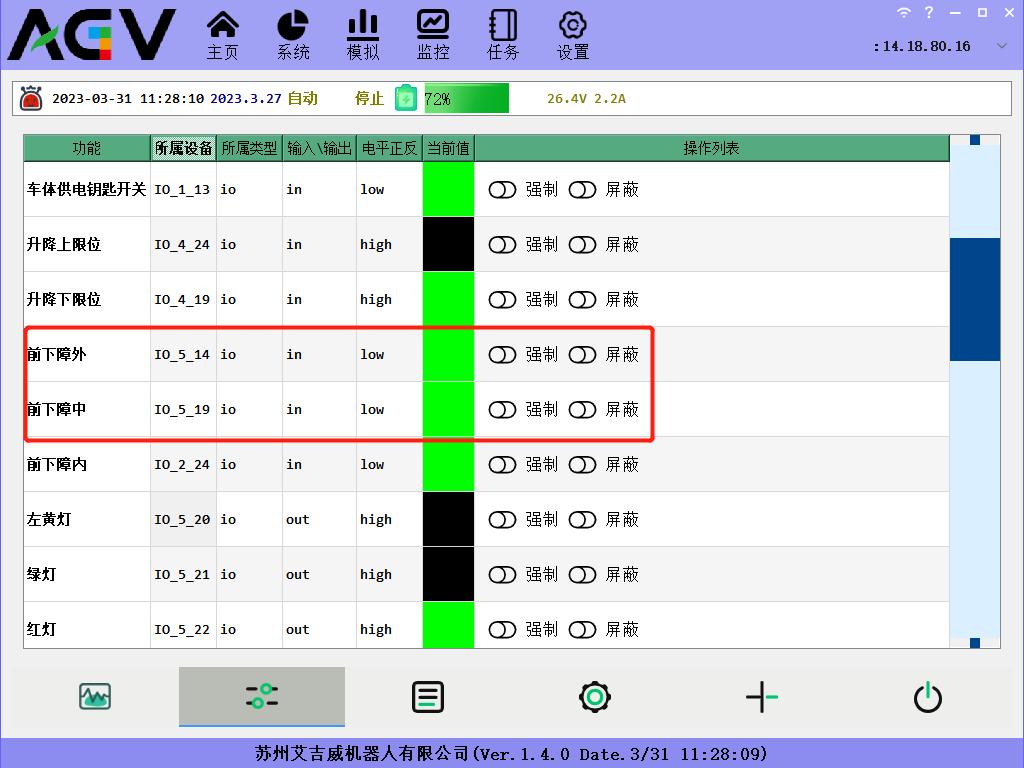 AGV
主页 系统 模拟 监控 任务 设置
? :14.18.80.16
2023-03-31 11:28:10 2023.3.27 自动 停止 72% 26.4V 2.2A
功能 所属设备 所属类型 输入\输出 电平正反 当前值 操作列表
车体供电钥匙开关 IO_1_13 io in low 强制 屏蔽
升降上限位 IO_4_24 io in high 强制 屏蔽
升降下限位 IO_4_19 io in high 强制 屏蔽
前下障外 IO_5_14 io in low 强制 屏蔽
前下障中 IO_5_19 io in low 强制 屏蔽
前下障内 IO_2_24 io in low 强制 屏蔽
左黄灯 IO_5_20 io out high 强制 屏蔽
绿灯 IO_5_21 io out high 强制 屏蔽
红灯 IO_5_22 io out high 强制 屏蔽
苏州艾吉威机器人有限公司(Ver.1.4.0 Date.3/31 11:28:09)